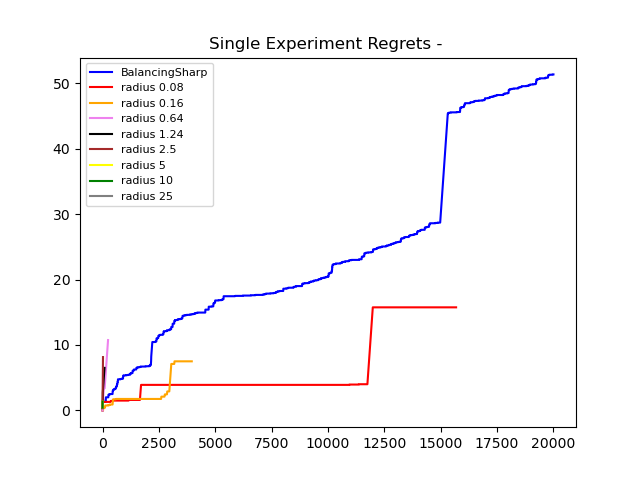 Single Experiment Regrets -
BalancingSharp
radius 0.08
radius 0.16
radius 0.64
radius 1.24
radius 2.5
radius 5
radius 10
radius 25
50
40
30
20
10
0
0 2500 5000 7500 10000 12500 15000 17500 20000